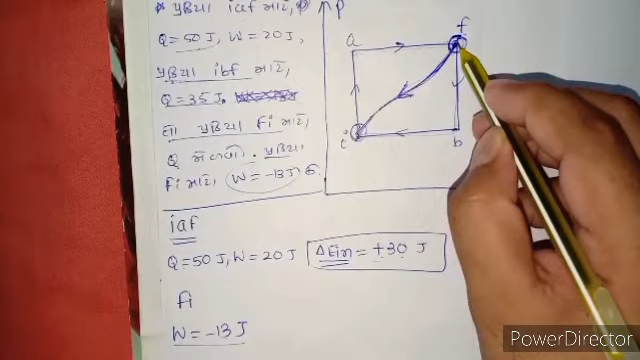 * પ્રક્રિયા iaf માટે,
Q = 50 J, W = 20 J,
પ્રક્રિયા ibf માટે,
Q = 35 J.
તો પ્રક્રિયા fi માટે
Q મેળવો. પ્રક્રિયા
fi માટે, W = -13J છે.
P
a
f
i
b
iaf
Q = 50 J, W = 20 J
ΔEin = +30 J
fi
W = -13 J
PowerDirector